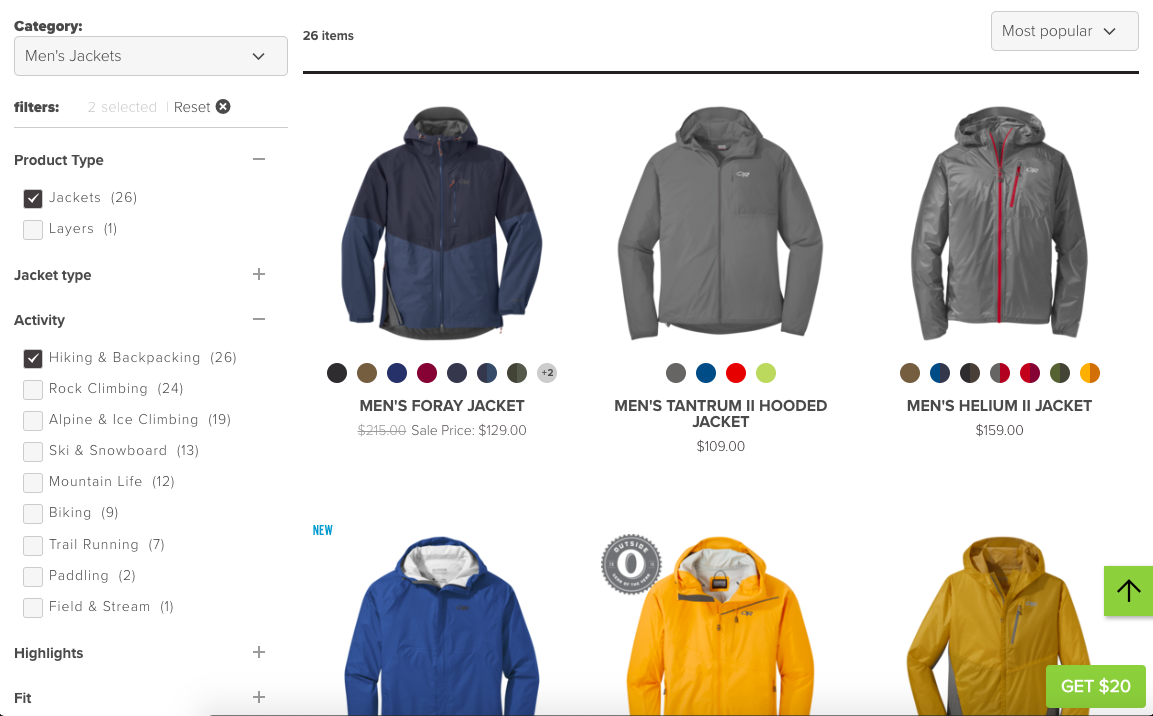 Category:
Men's Jackets
filters:
2 selected
Reset
Product Type
Jackets (26)
Layers (1)
Jacket type
Activity
Hiking & Backpacking (26)
Rock Climbing (24)
Alpine & Ice Climbing (19)
Ski & Snowboard (13)
Mountain Life (12)
Biking (9)
Trail Running (7)
Paddling (2)
Field & Stream (1)
Highlights
Fit
26 items
Most popular
+2
MEN'S FORAY JACKET
$215.00 Sale Price: $129.00
MEN'S TANTRUM II HOODED
JACKET
$109.00
MEN'S HELIUM II JACKET
$159.00
NEW
OUTSIDE
GET $20